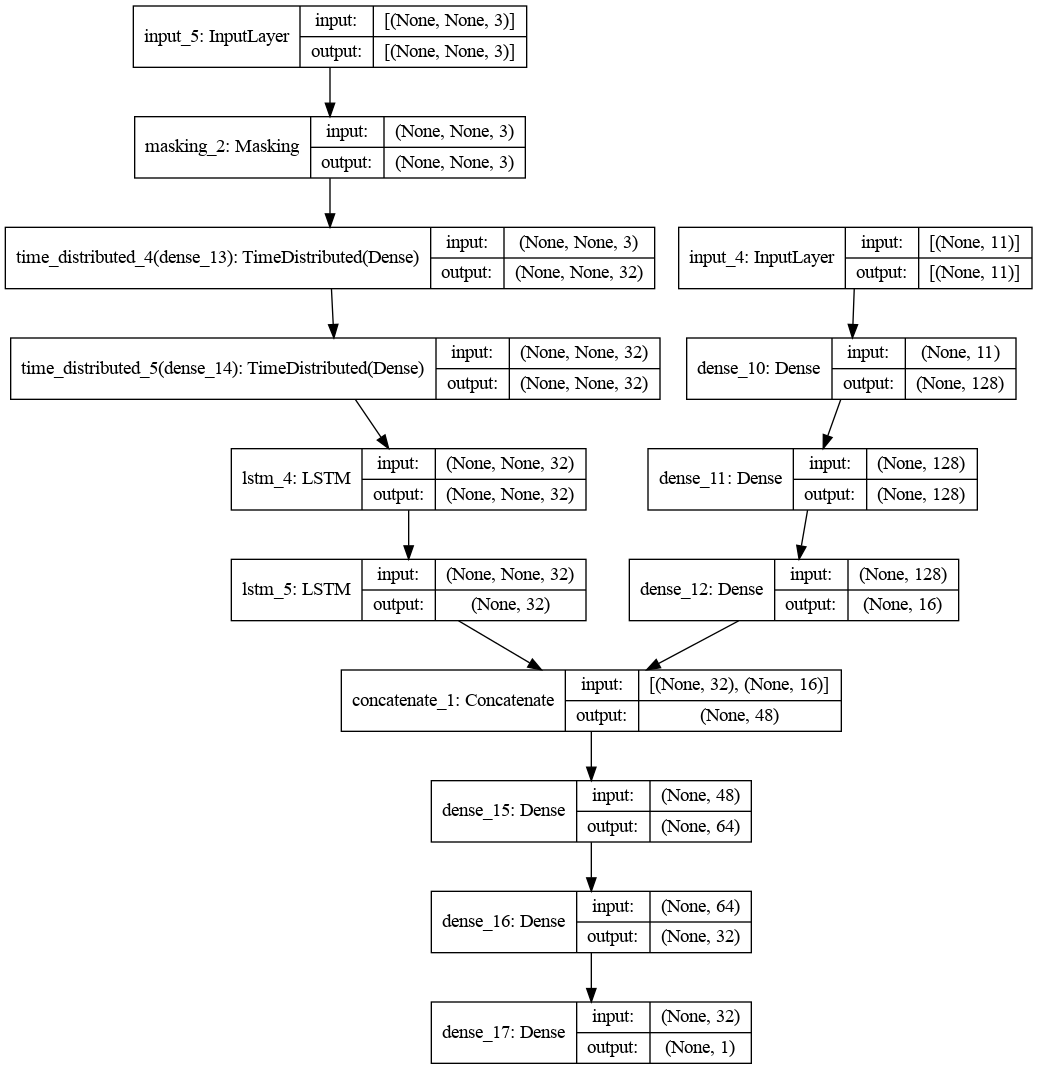 input_5: InputLayer
input: [(None, None, 3)]
output: [(None, None, 3)]
masking_2: Masking
input: (None, None, 3)
output: (None, None, 3)
time_distributed_4(dense_13): TimeDistributed(Dense)
input: (None, None, 3)
output: (None, None, 32)
input_4: InputLayer
input: [(None, 11)]
output: [(None, 11)]
time_distributed_5(dense_14): TimeDistributed(Dense)
input: (None, None, 32)
output: (None, None, 32)
dense_10: Dense
input: (None, 11)
output: (None, 128)
lstm_4: LSTM
input: (None, None, 32)
output: (None, None, 32)
dense_11: Dense
input: (None, 128)
output: (None, 128)
lstm_5: LSTM
input: (None, None, 32)
output: (None, 32)
dense_12: Dense
input: (None, 128)
output: (None, 16)
concatenate_1: Concatenate
input: [(None, 32), (None, 16)]
output: (None, 48)
dense_15: Dense
input: (None, 48)
output: (None, 64)
dense_16: Dense
input: (None, 64)
output: (None, 32)
dense_17: Dense
input: (None, 32)
output: (None, 1)